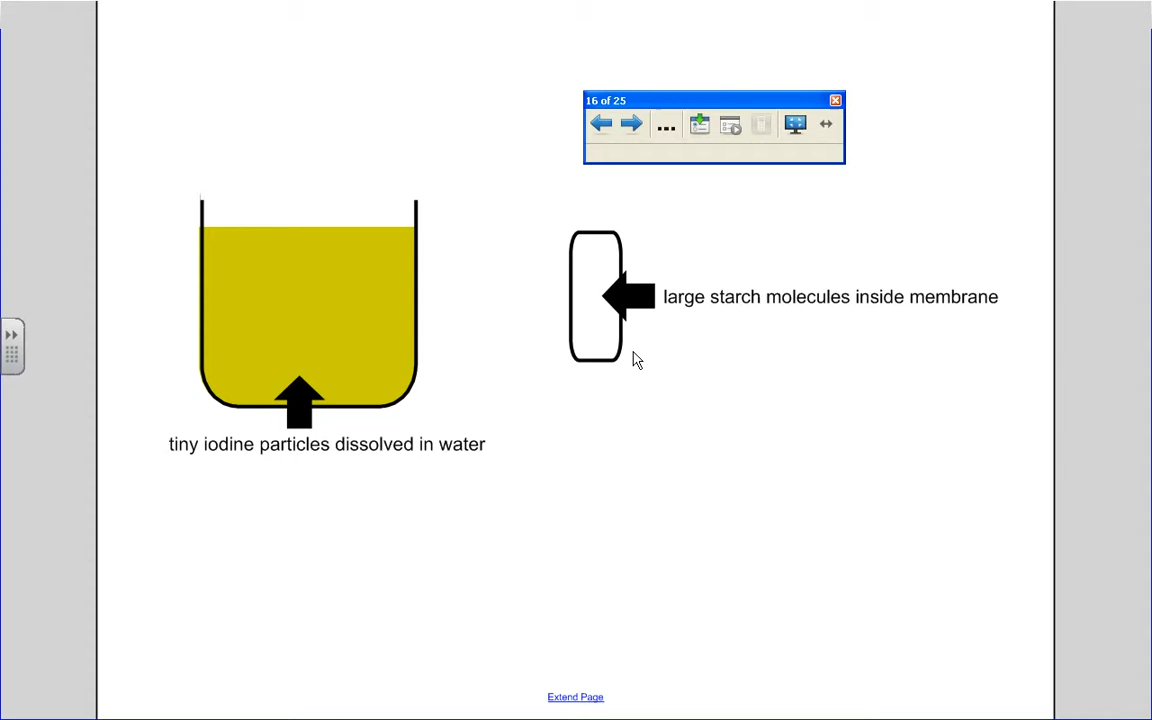 16 of 25
large starch molecules inside membrane
tiny iodine particles dissolved in water
Extend Page